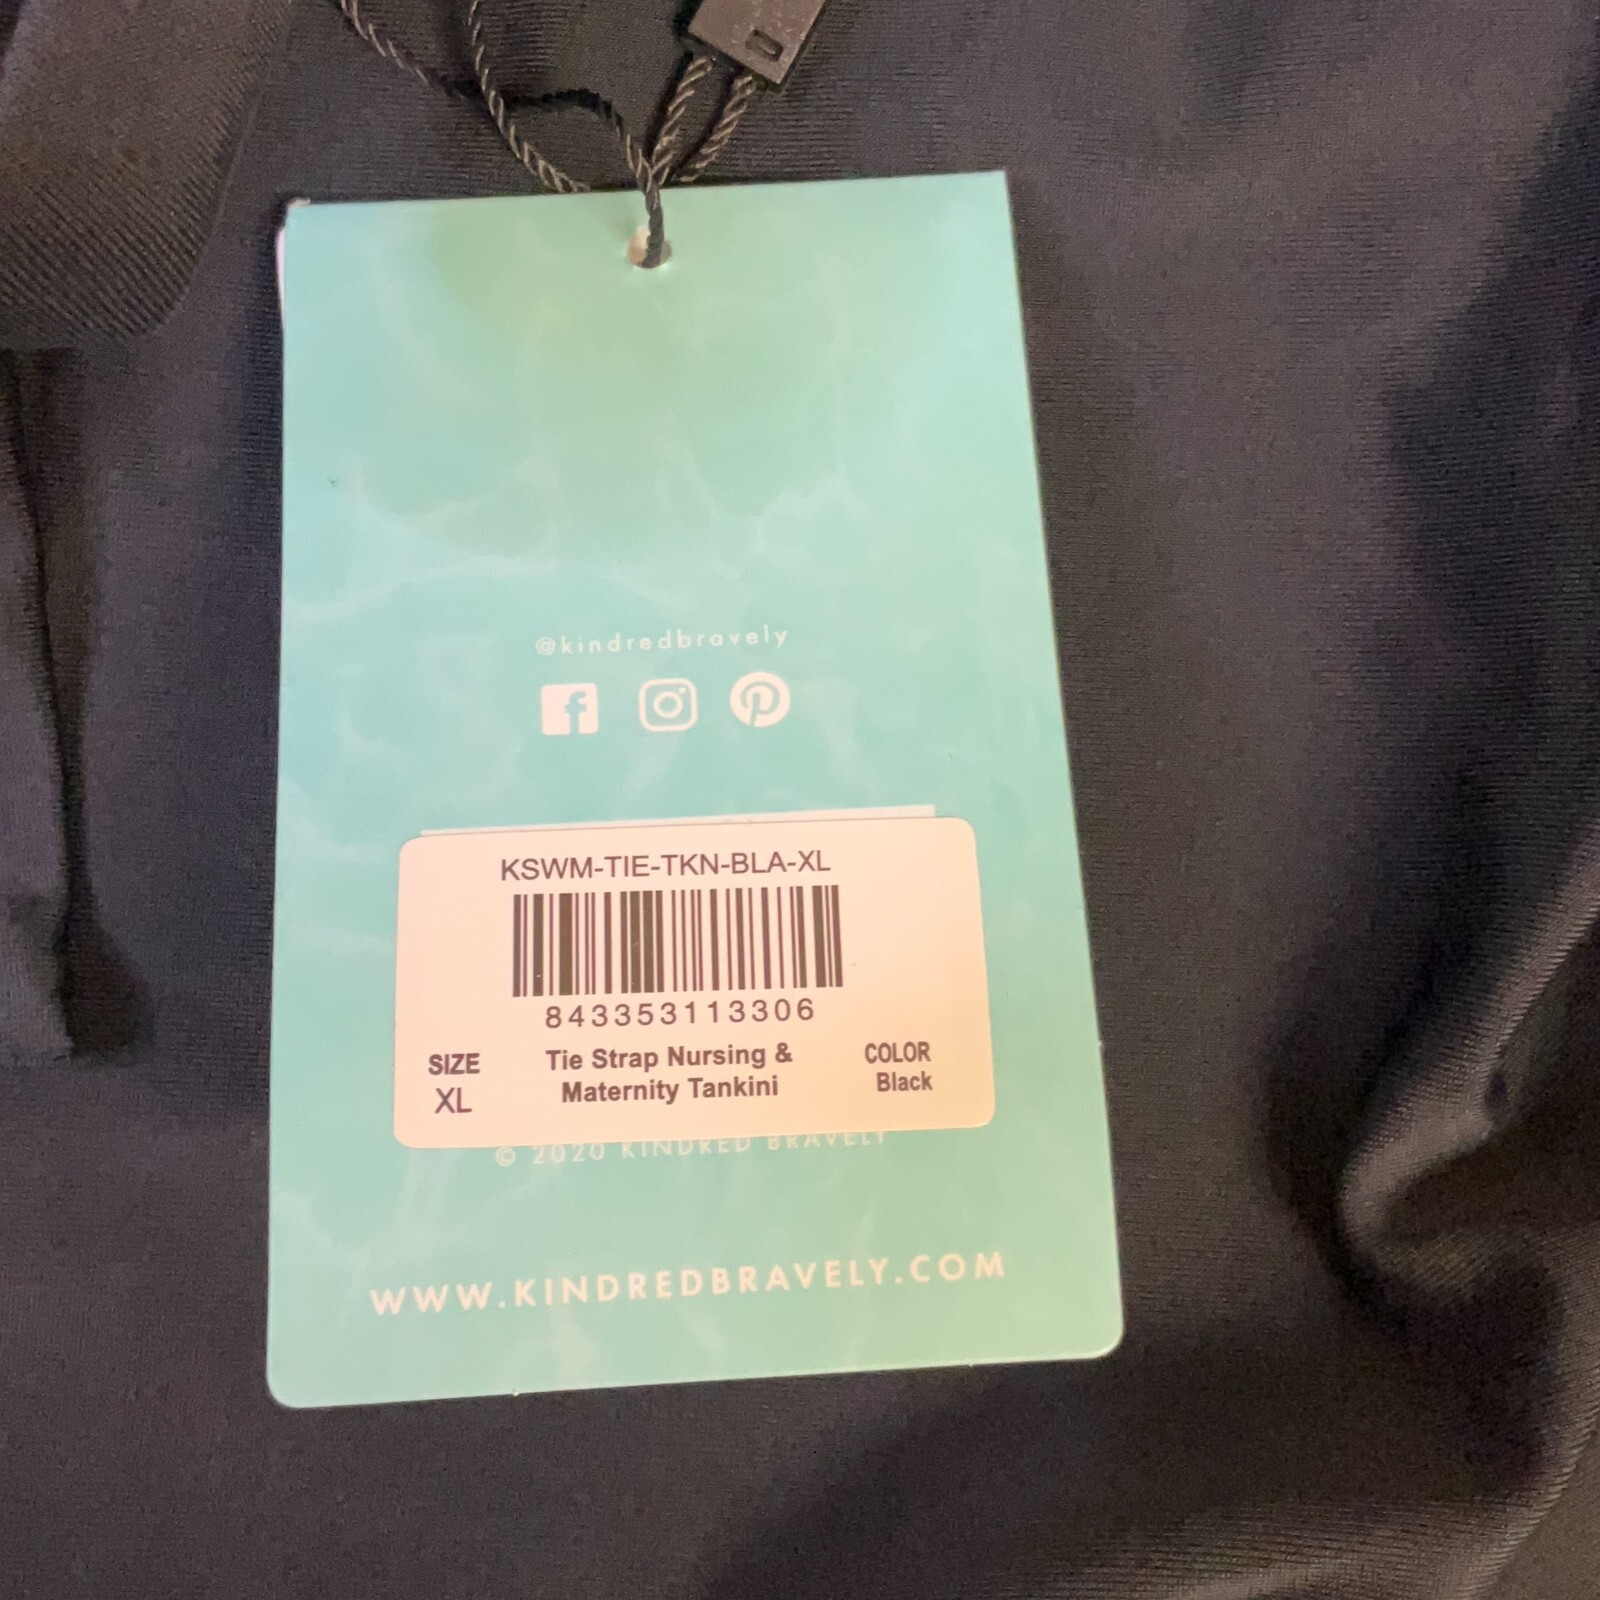 @kindredbravely
KSWM-TIE-TKN-BLA-XL
843353113306
SIZE
XL
Tie Strap Nursing &
Maternity Tankini
COLOR
Black
© 2020 KINDRED BRAVELY
WWW.KINDREDBRAVELY.COM